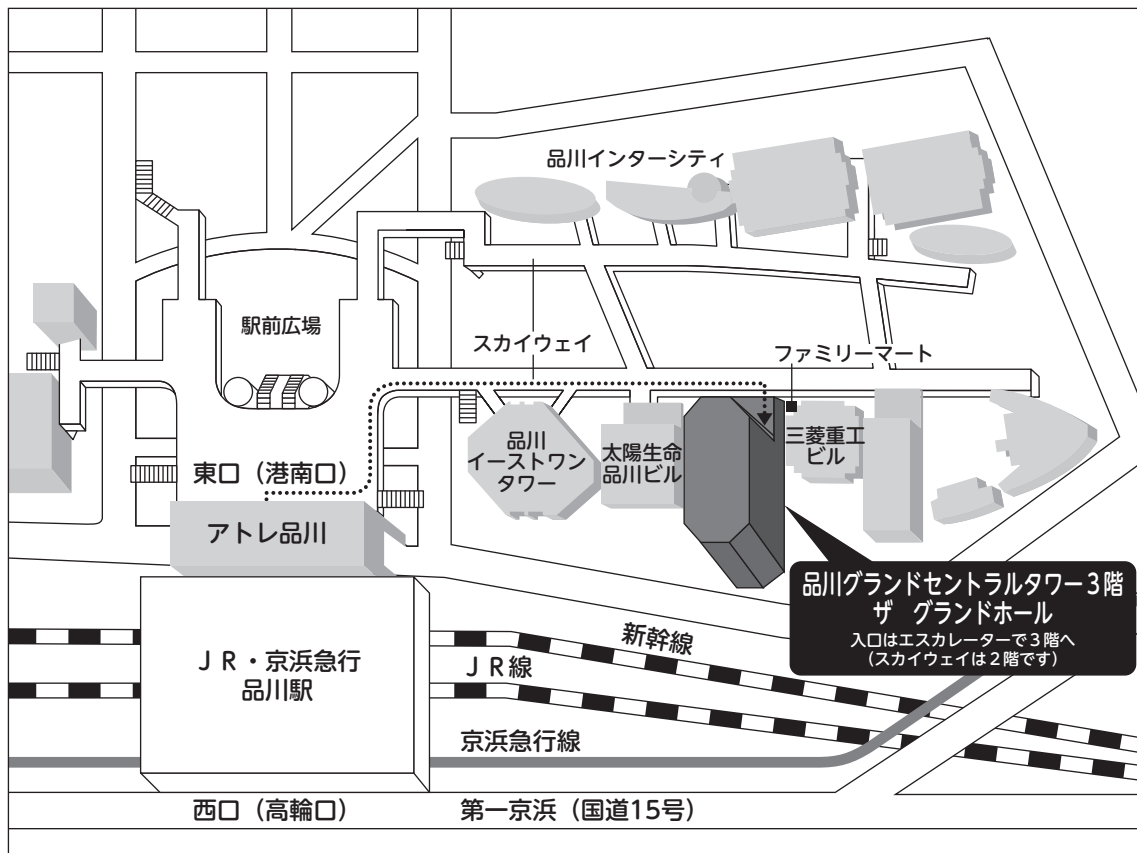 品川インターシティ
駅前広場
スカイウェイ
ファミリーマート
品川
イーストワン
タワー
太陽生命
品川ビル
三菱重工
ビル
東口（港南口）
アトレ品川
品川グランドセントラルタワー３階
ザ　グランドホール
入口はエスカレーターで３階へ
（スカイウェイは２階です）
ＪＲ・京浜急行
品川駅
新幹線
ＪＲ線
京浜急行線
西口（高輪口）
第一京浜（国道15号）